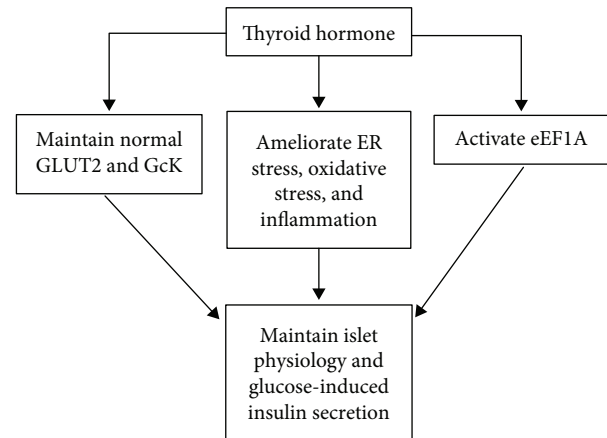 Thyroid hormone
Maintain normal
GLUT2 and GcK
Ameliorate ER
stress, oxidative
stress, and
inflammation
Activate eEF1A
Maintain islet
physiology and
glucose-induced
insulin secretion